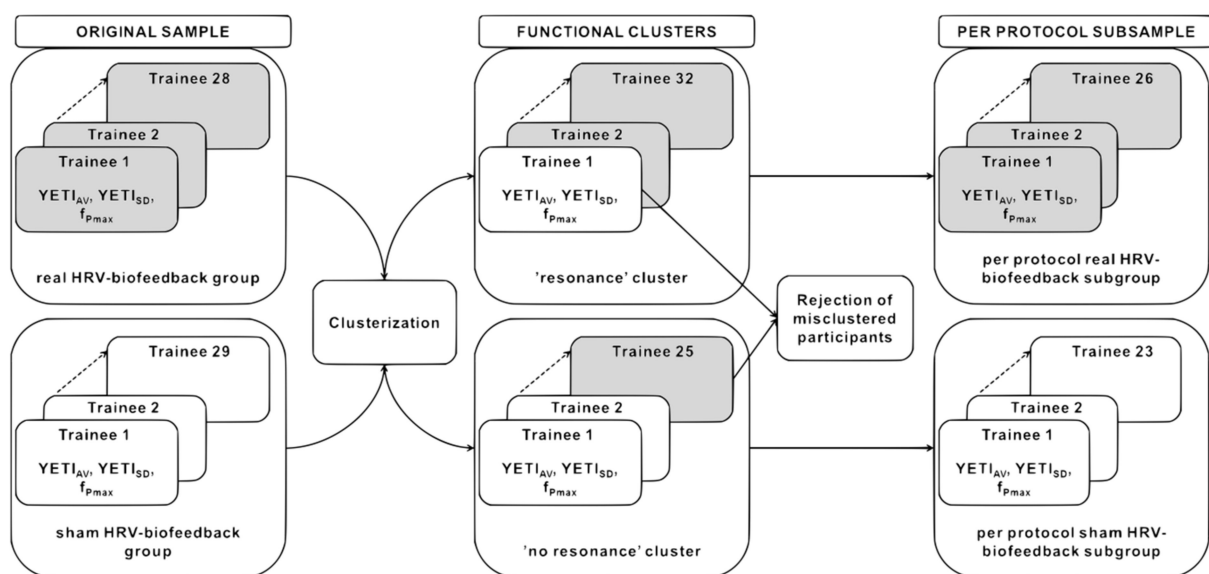 ORIGINAL SAMPLE
FUNCTIONAL CLUSTERS
PER PROTOCOL SUBSAMPLE
Trainee 28
Trainee 2
Trainee 1
YETI_AV, YETI_SD,
f_Pmax
real HRV-biofeedback group
Trainee 32
Trainee 2
Trainee 1
YETI_AV, YETI_SD,
f_Pmax
'resonance' cluster
Trainee 26
Trainee 2
Trainee 1
YETI_AV, YETI_SD,
f_Pmax
per protocol real HRV-
biofeedback subgroup
Clusterization
Rejection of
misclustered
participants
Trainee 29
Trainee 2
Trainee 1
YETI_AV, YETI_SD,
f_Pmax
sham HRV-biofeedback
group
Trainee 25
Trainee 2
Trainee 1
YETI_AV, YETI_SD,
f_Pmax
'no resonance' cluster
Trainee 23
Trainee 2
Trainee 1
YETI_AV, YETI_SD,
f_Pmax
per protocol sham HRV-
biofeedback subgroup